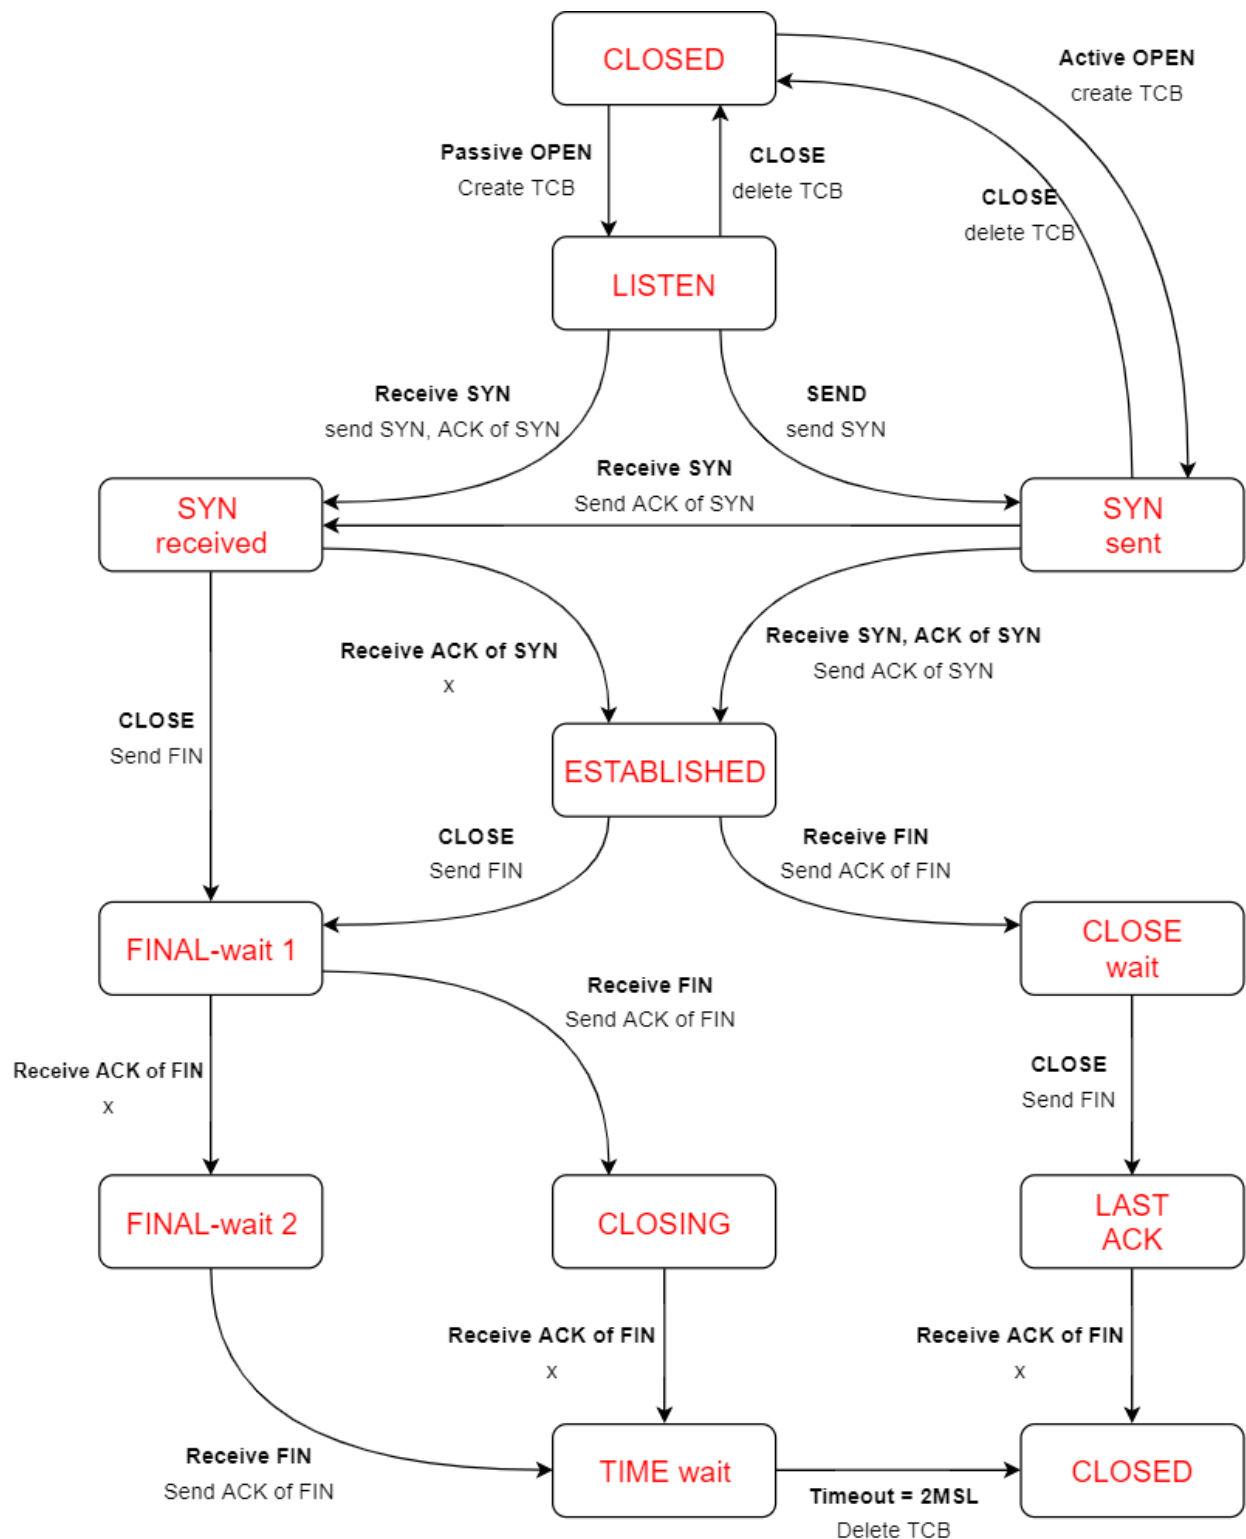 CLOSED
Active OPEN
create TCB
Passive OPEN
Create TCB
CLOSE
delete TCB
CLOSE
delete TCB
LISTEN
Receive SYN
send SYN, ACK of SYN
SEND
send SYN
Receive SYN
Send ACK of SYN
SYN
received
SYN
sent
Receive ACK of SYN
x
Receive SYN, ACK of SYN
Send ACK of SYN
CLOSE
Send FIN
ESTABLISHED
CLOSE
Send FIN
Receive FIN
Send ACK of FIN
FINAL-wait 1
CLOSE
wait
Receive FIN
Send ACK of FIN
Receive ACK of FIN
x
CLOSE
Send FIN
FINAL-wait 2
CLOSING
LAST
ACK
Receive ACK of FIN
x
Receive ACK of FIN
x
Receive FIN
Send ACK of FIN
TIME wait
Timeout = 2MSL
Delete TCB
CLOSED